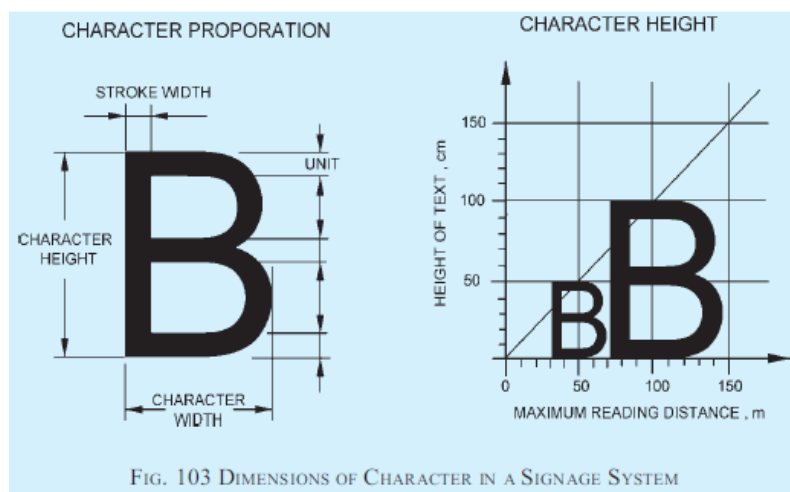 CHARACTER PROPORATION
STROKE WIDTH
UNIT
CHARACTER
HEIGHT
CHARACTER
WIDTH
B
CHARACTER HEIGHT
HEIGHT OF TEXT , cm
150
100
50
B
B
0
50
100
150
MAXIMUM READING DISTANCE , m
FIG. 103 DIMENSIONS OF CHARACTER IN A SIGNAGE SYSTEM